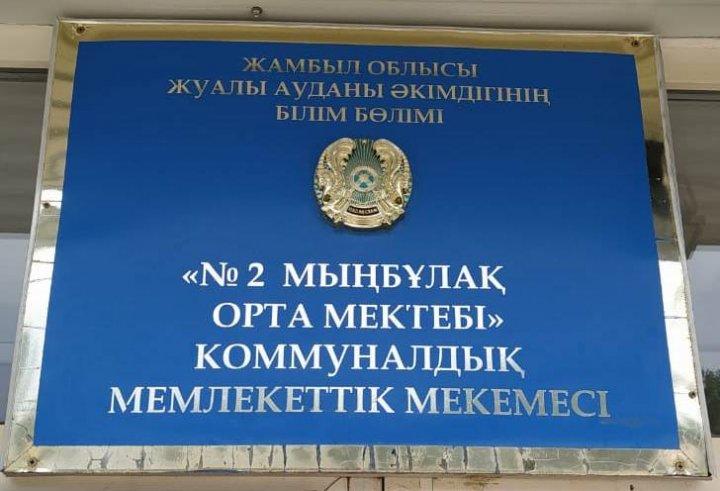 ЖАМБЫЛ ОБЛЫСЫ
ЖУАЛЫ АУДАНЫ ӘКІМДІГІНІҢ
БІЛІМ БӨЛІМІ
«№ 2 МЫҢБҰЛАҚ
ОРТА МЕКТЕБІ»
КОММУНАЛДЫҚ
МЕМЛЕКЕТТІК МЕКЕМЕСІ